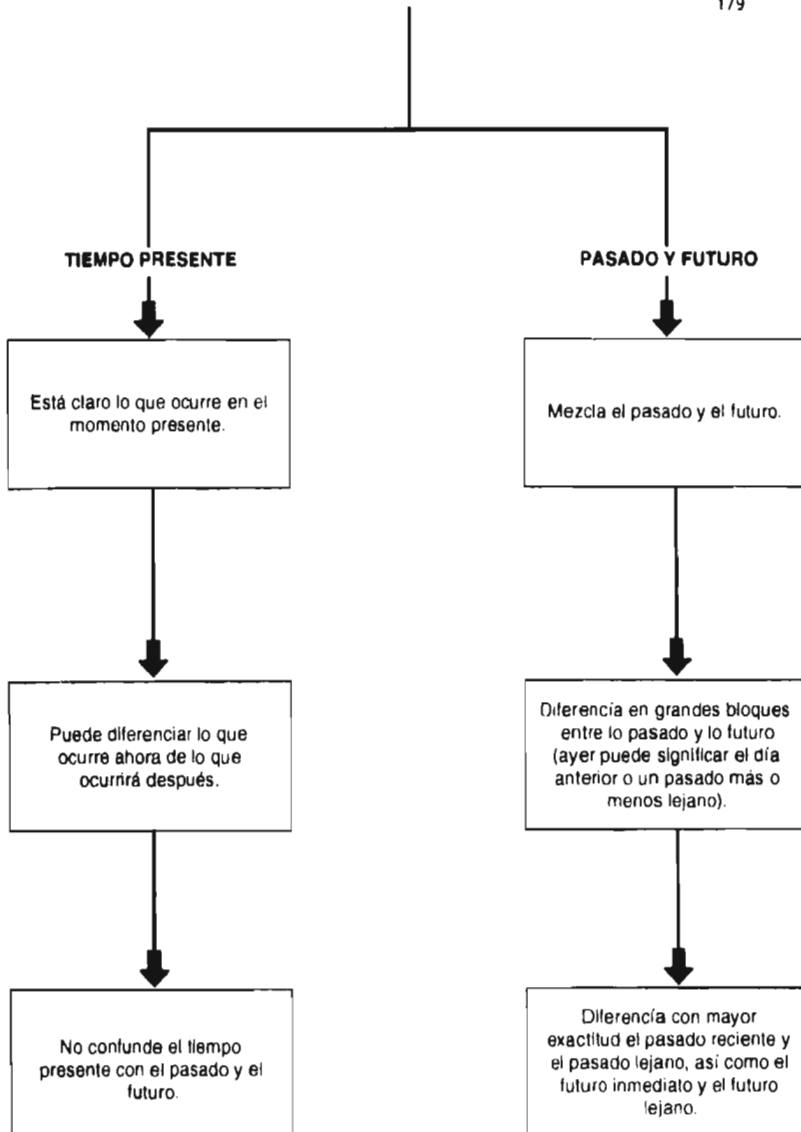 179
TIEMPO PRESENTE
Está claro lo que ocurre en el
momento presente.
Puede diferenciar lo que
ocurre ahora de lo que
ocurrirá después.
No confunde el tiempo
presente con el pasado y el
futuro.
PASADO Y FUTURO
Mezcla el pasado y el futuro.
Diferencía en grandes bloques
entre lo pasado y lo futuro
(ayer puede significar el día
anterior o un pasado más o
menos lejano).
Diferencía con mayor
exactitud el pasado reciente y
el pasado lejano, así como el
futuro inmediato y el futuro
lejano.